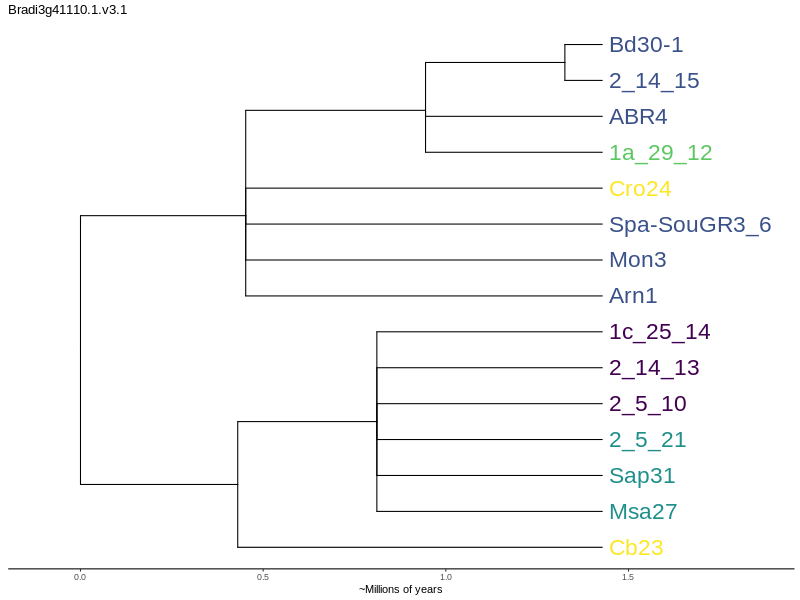 Bradi3g41110.1.v3.1
Bd30-1
2_14_15
ABR4
1a_29_12
Cro24
Spa-SouGR3_6
Mon3
Arn1
1c_25_14
2_14_13
2_5_10
2_5_21
Sap31
Msa27
Cb23
0.0 0.5 1.0 1.5
~Millions of years